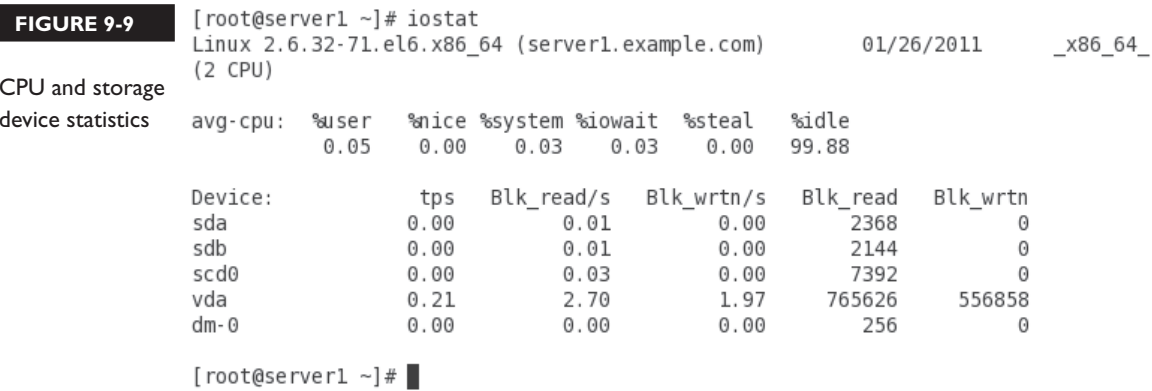 FIGURE 9-9
CPU and storage
device statistics
[root@server1 ~]# iostat
Linux 2.6.32-71.el6.x86_64 (server1.example.com) 01/26/2011 _x86_64_
(2 CPU)
avg-cpu: %user %nice %system %iowait %steal %idle
0.05 0.00 0.03 0.03 0.00 99.88
Device: tps Blk_read/s Blk_wrtn/s Blk_read Blk_wrtn
sda 0.00 0.01 0.00 2368 0
sdb 0.00 0.01 0.00 2144 0
scd0 0.00 0.03 0.00 7392 0
vda 0.21 2.70 1.97 765626 556858
dm-0 0.00 0.00 0.00 256 0
[root@server1 ~]#